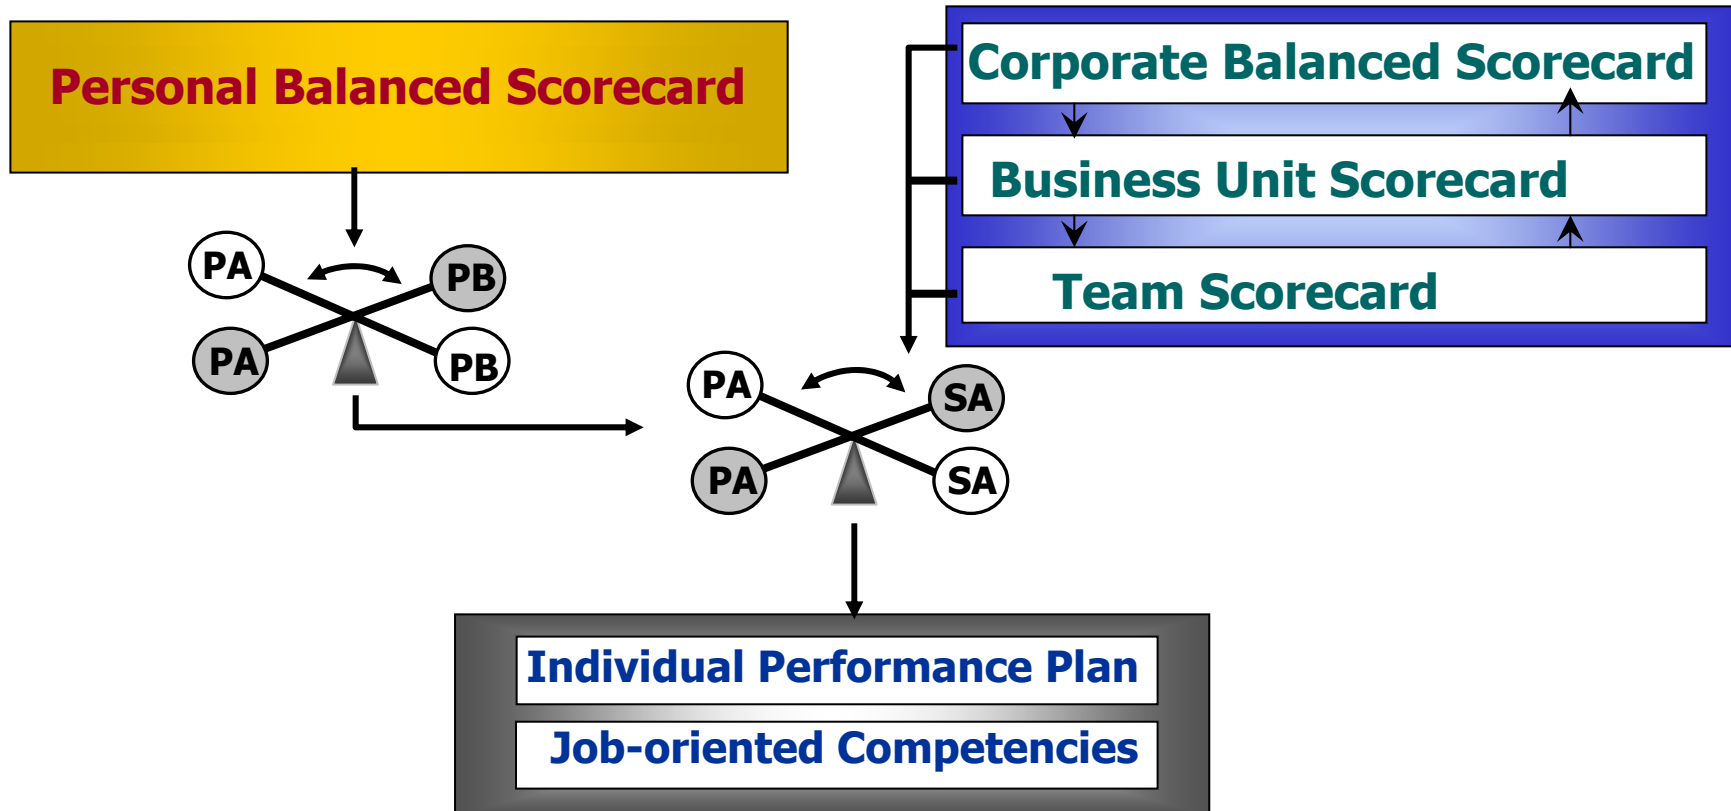 Personal Balanced Scorecard
Corporate Balanced Scorecard
Business Unit Scorecard
Team Scorecard
PA
PB
PA
PB
PA
SA
PA
SA
Individual Performance Plan
Job-oriented Competencies